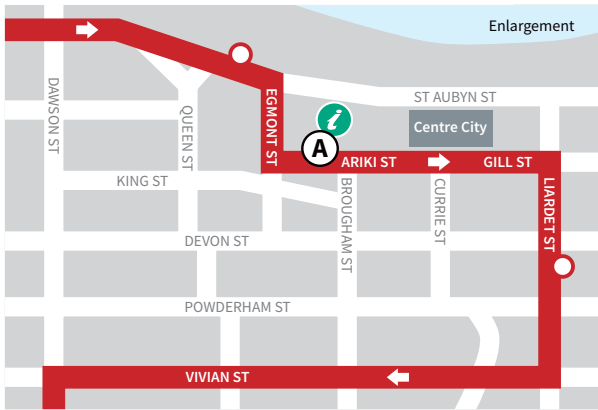 Enlargement
DAWSON ST
QUEEN ST
EGMONT ST
ST AUBYN ST
i
Centre City
A
ARIKI ST
GILL ST
KING ST
BROUGHAM ST
CURRIE ST
LIARDET ST
DEVON ST
POWDERHAM ST
VIVIAN ST